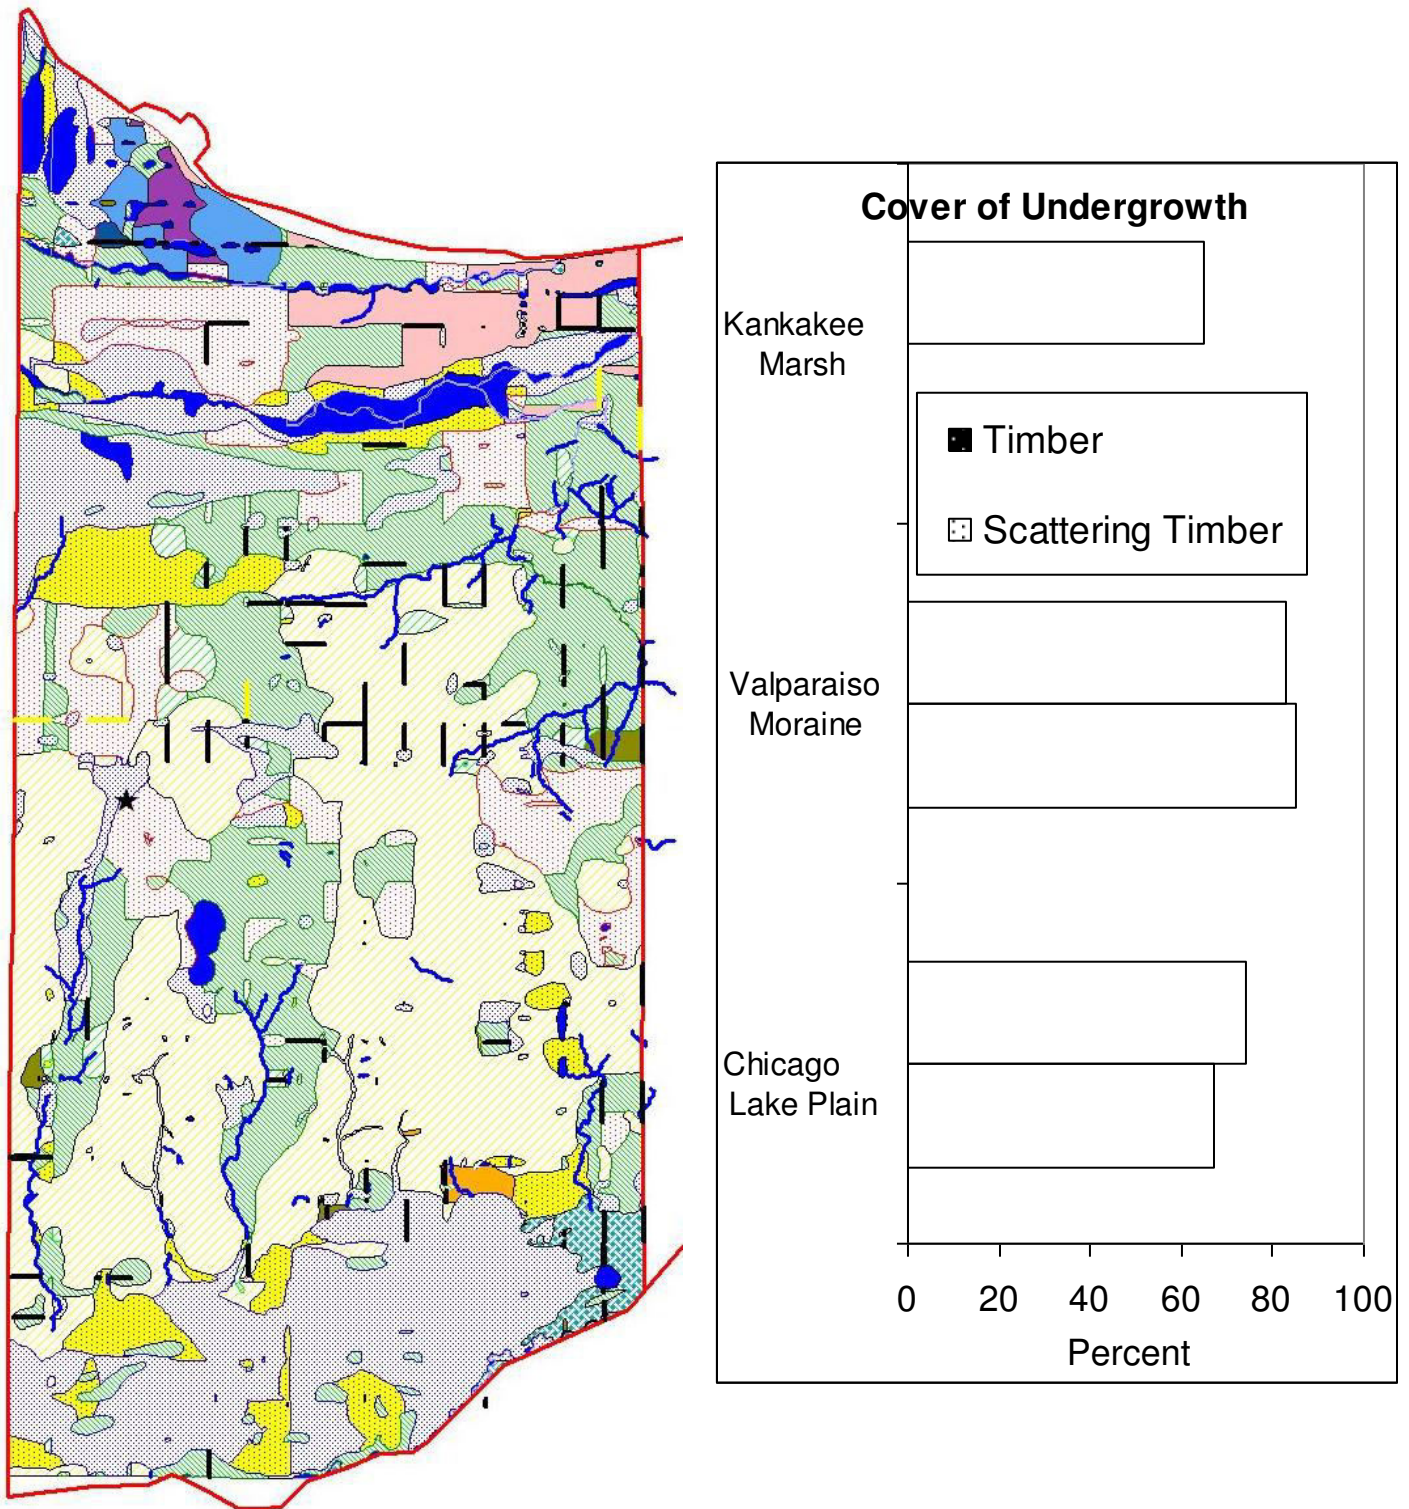 Cover of Undergrowth
Kankakee
Marsh
Timber
Scattering Timber
Valparaiso
Moraine
Chicago
Lake Plain
0 20 40 60 80 100
Percent